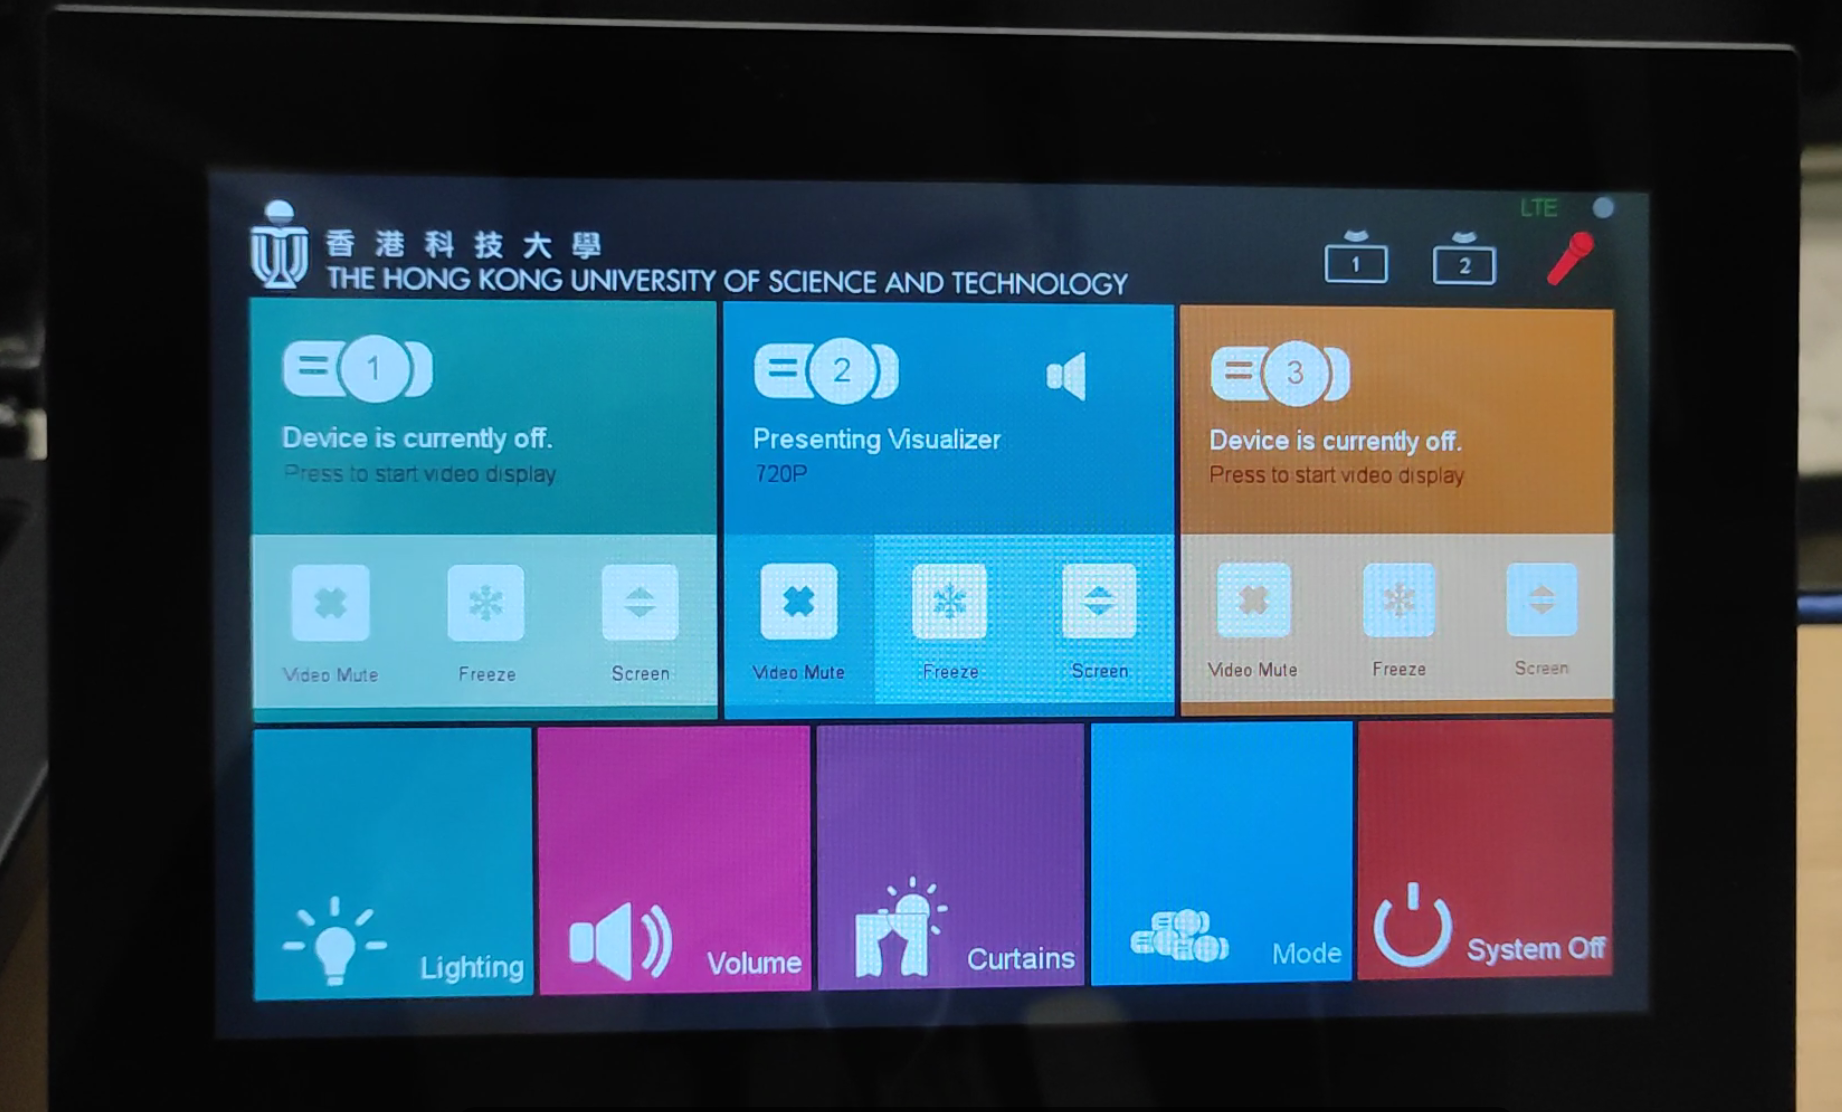 香港科技大學
THE HONG KONG UNIVERSITY OF SCIENCE AND TECHNOLOGY
LTE
1
2
1
Device is currently off.
Press to start video display
Video Mute
Freeze
Screen
2
Presenting Visualizer
720P
Video Mute
Freeze
Screen
3
Device is currently off.
Press to start video display
Video Mute
Freeze
Screen
Lighting
Volume
Curtains
Mode
System Off